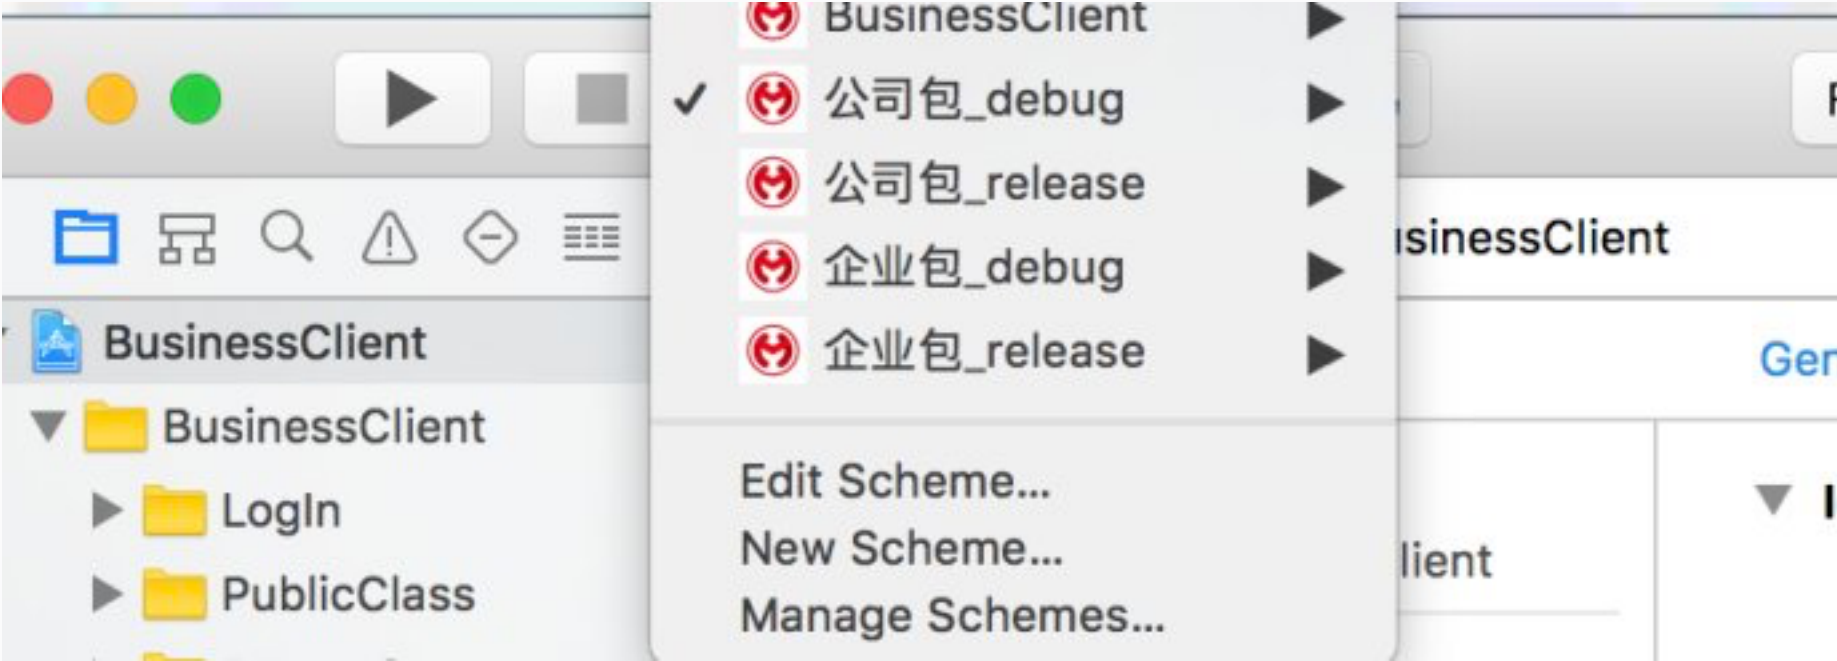 BusinessClient
公司包_debug
公司包_release
企业包_debug
企业包_release
Edit Scheme...
New Scheme...
Manage Schemes...
BusinessClient
BusinessClient
LogIn
PublicClass
sinessClient
Gen
lient